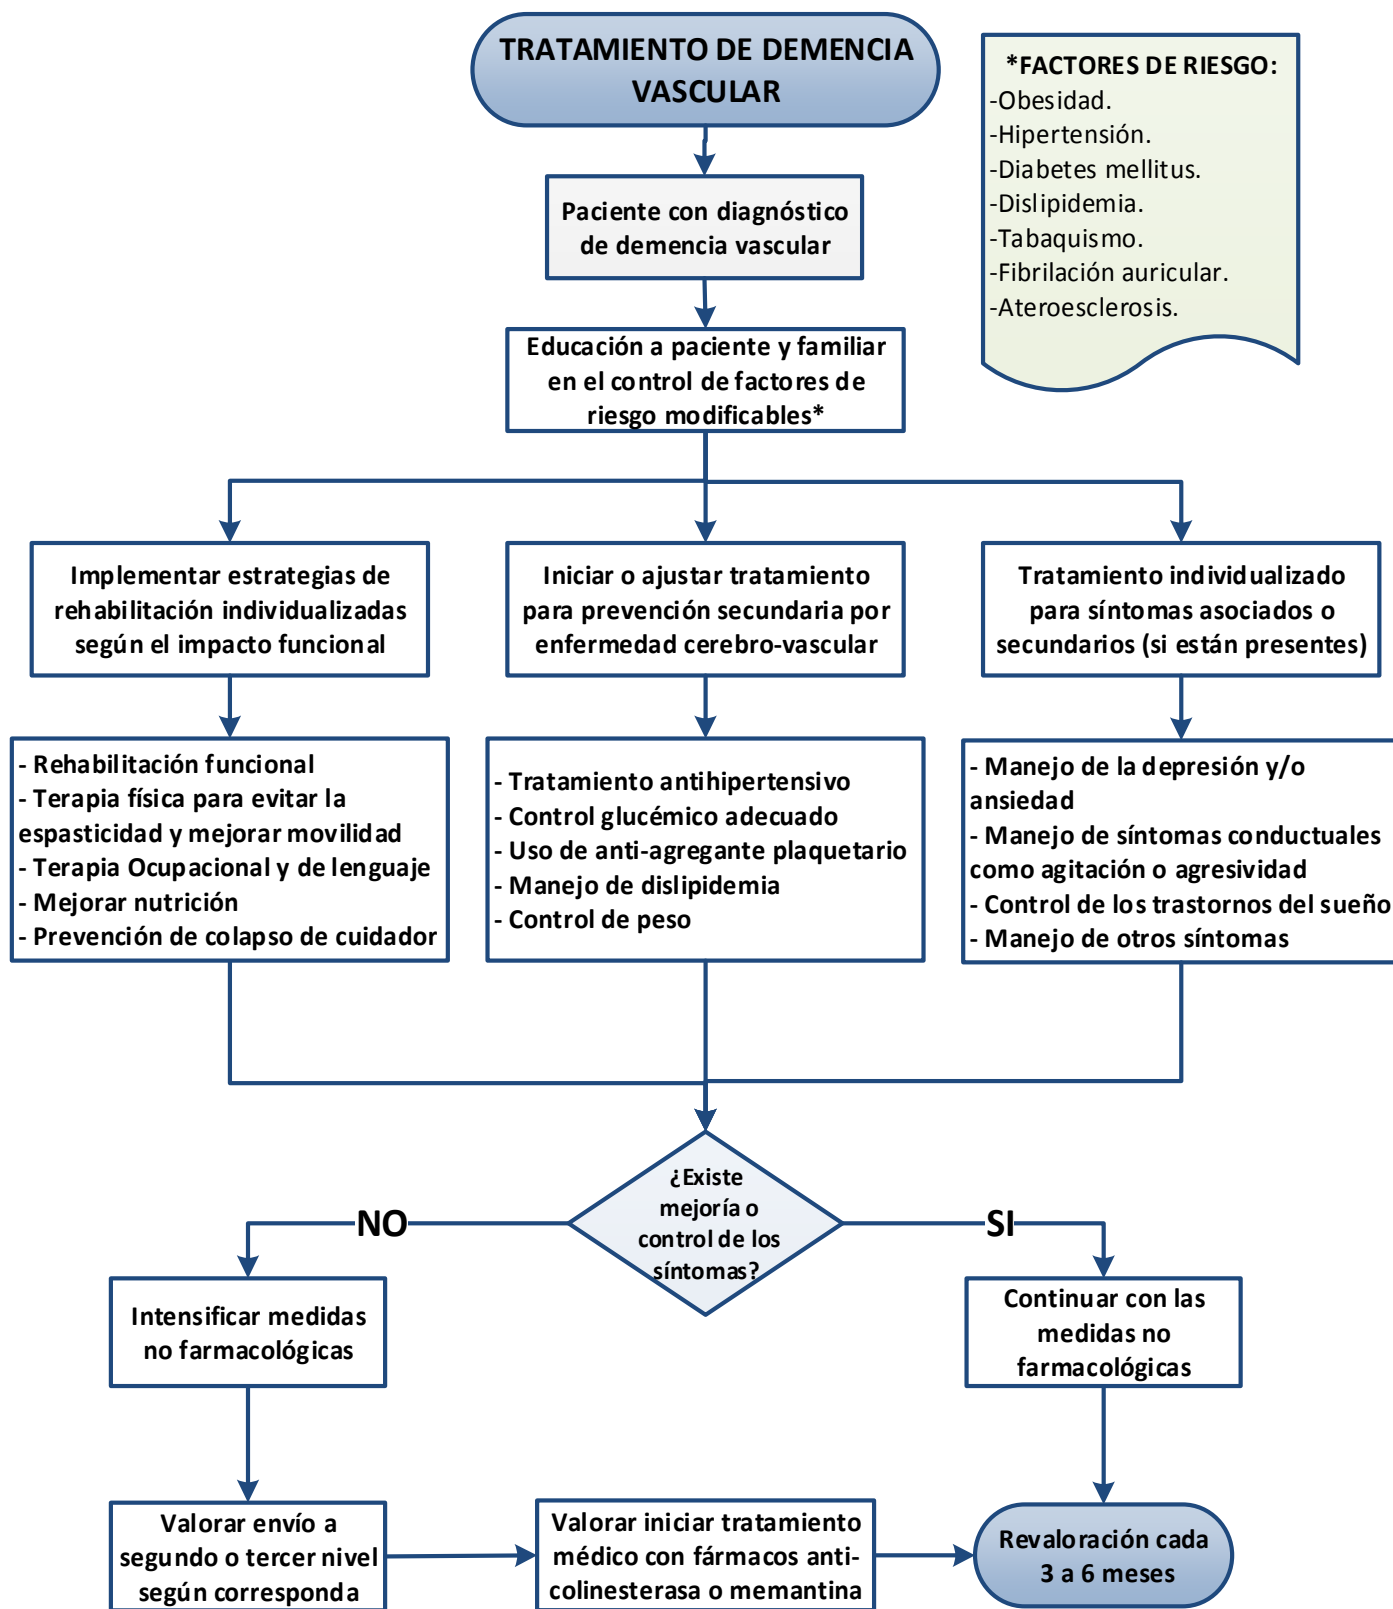 TRATAMIENTO DE DEMENCIA
VASCULAR
*FACTORES DE RIESGO:
-Obesidad.
-Hipertensión.
-Diabetes mellitus.
-Dislipidemia.
-Tabaquismo.
-Fibrilación auricular.
-Ateroesclerosis.
Paciente con diagnóstico
de demencia vascular
Educación a paciente y familiar
en el control de factores de
riesgo modificables*
Implementar estrategias de
rehabilitación individualizadas
según el impacto funcional
Iniciar o ajustar tratamiento
para prevención secundaria por
enfermedad cerebro-vascular
Tratamiento individualizado
para síntomas asociados o
secundarios (si están presentes)
- Rehabilitación funcional
- Terapia física para evitar la
espasticidad y mejorar movilidad
- Terapia Ocupacional y de lenguaje
- Mejorar nutrición
- Prevención de colapso de cuidador
- Tratamiento antihipertensivo
- Control glucémico adecuado
- Uso de anti-agregante plaquetario
- Manejo de dislipidemia
- Control de peso
- Manejo de la depresión y/o
ansiedad
- Manejo de síntomas conductuales
como agitación o agresividad
- Control de los trastornos del sueño
- Manejo de otros síntomas
¿Existe
mejoría o
control de los
síntomas?
NO
SI
Intensificar medidas
no farmacológicas
Continuar con las
medidas no
farmacológicas
Valorar envío a
segundo o tercer nivel
según corresponda
Valorar iniciar tratamiento
médico con fármacos anti-
colinesterasa o memantina
Revaloración cada
3 a 6 meses